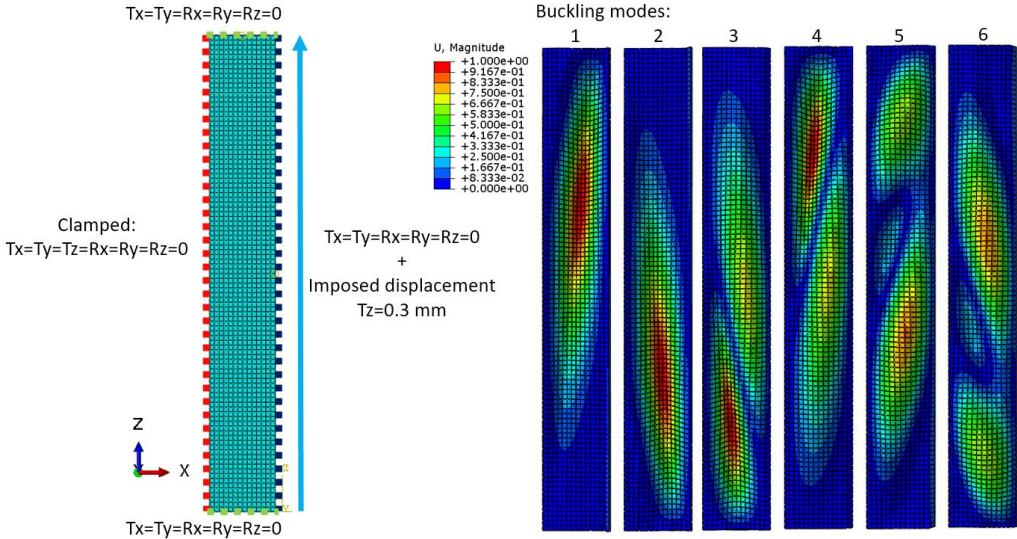 Tx=Ty=Rx=Ry=Rz=0
Clamped:
Tx=Ty=Tz=Rx=Ry=Rz=0
Tx=Ty=Rx=Ry=Rz=0
+
Imposed displacement
Tz=0.3 mm
Z
X
Tx=Ty=Rx=Ry=Rz=0
Buckling modes:
1 2 3 4 5 6
U, Magnitude
+1.000e+00
+9.167e-01
+8.333e-01
+7.500e-01
+6.667e-01
+5.833e-01
+5.000e-01
+4.167e-01
+3.333e-01
+2.500e-01
+1.667e-01
+8.333e-02
+0.000e+00